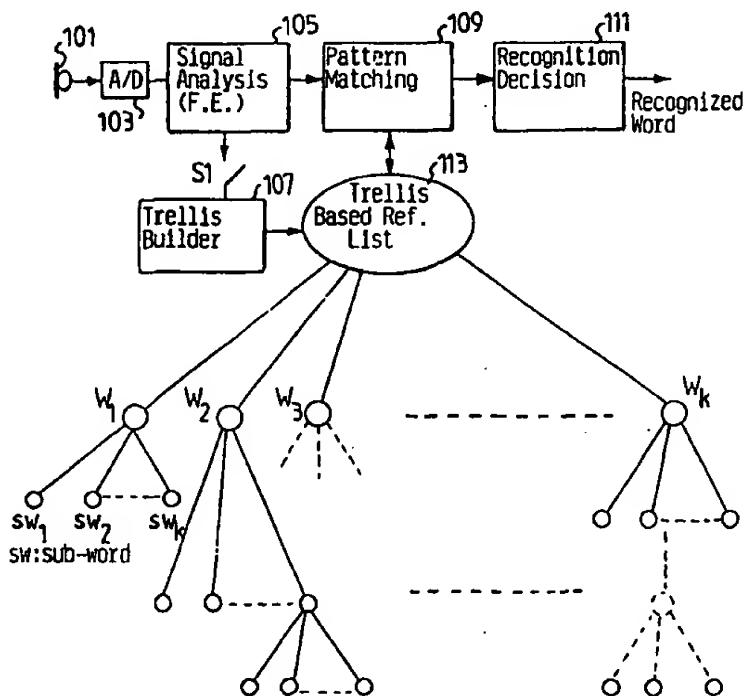 101
A/D
103
105
Signal
Analysis
(F.E.)
109
Pattern
Matching
111
Recognition
Decision
Recognized
Word
S1
107
Trellis
Builder
113
Trellis
Based Ref.
List
W1
W2
W3
Wk
sw1
sw2
swk
sw:sub-word